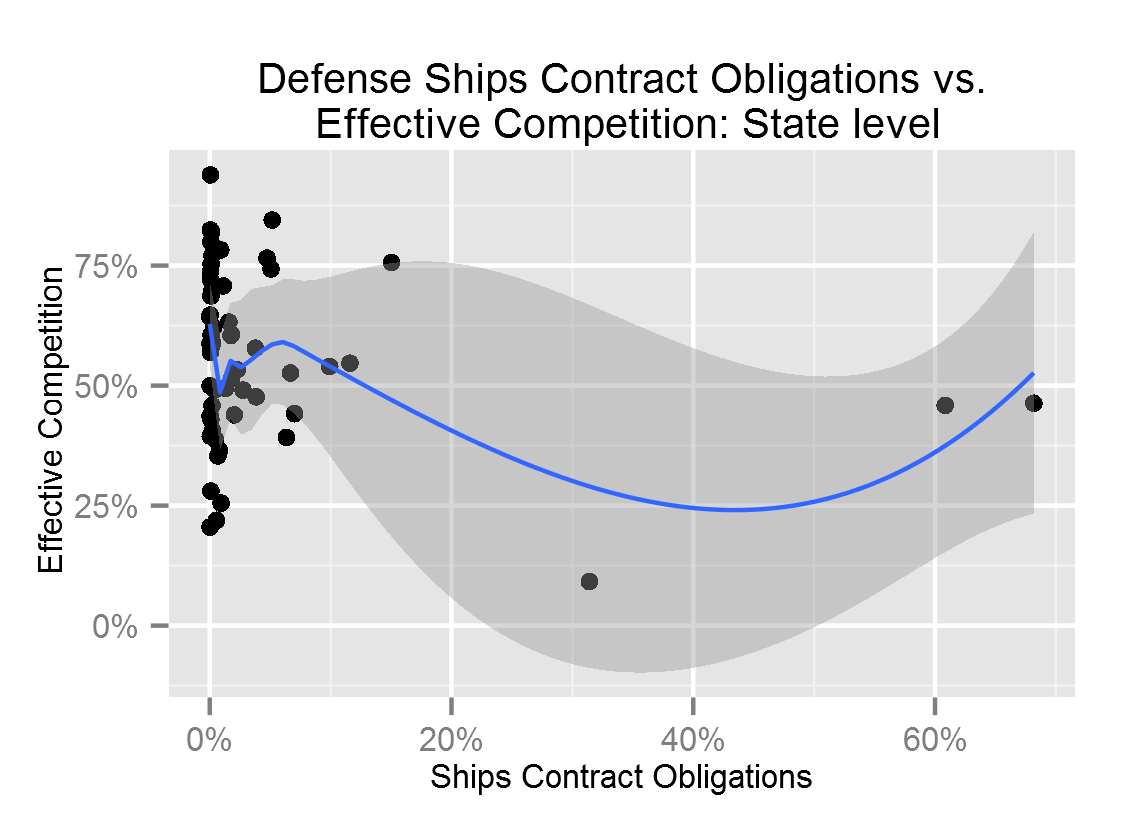 Defense Ships Contract Obligations vs.
Effective Competition: State level
Effective Competition
75%
50%
25%
0%
0% 20% 40% 60%
Ships Contract Obligations